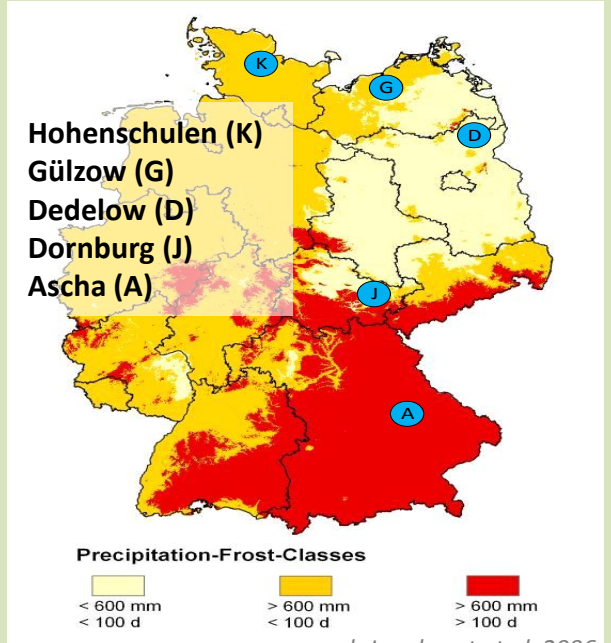 K
G
D
Hohenschulen (K)
Gülzow (G)
Dedelow (D)
Dornburg (J)
Ascha (A)
J
A
Precipitation-Frost-Classes
< 600 mm
< 100 d
> 600 mm
< 100 d
> 600 mm
> 100 d